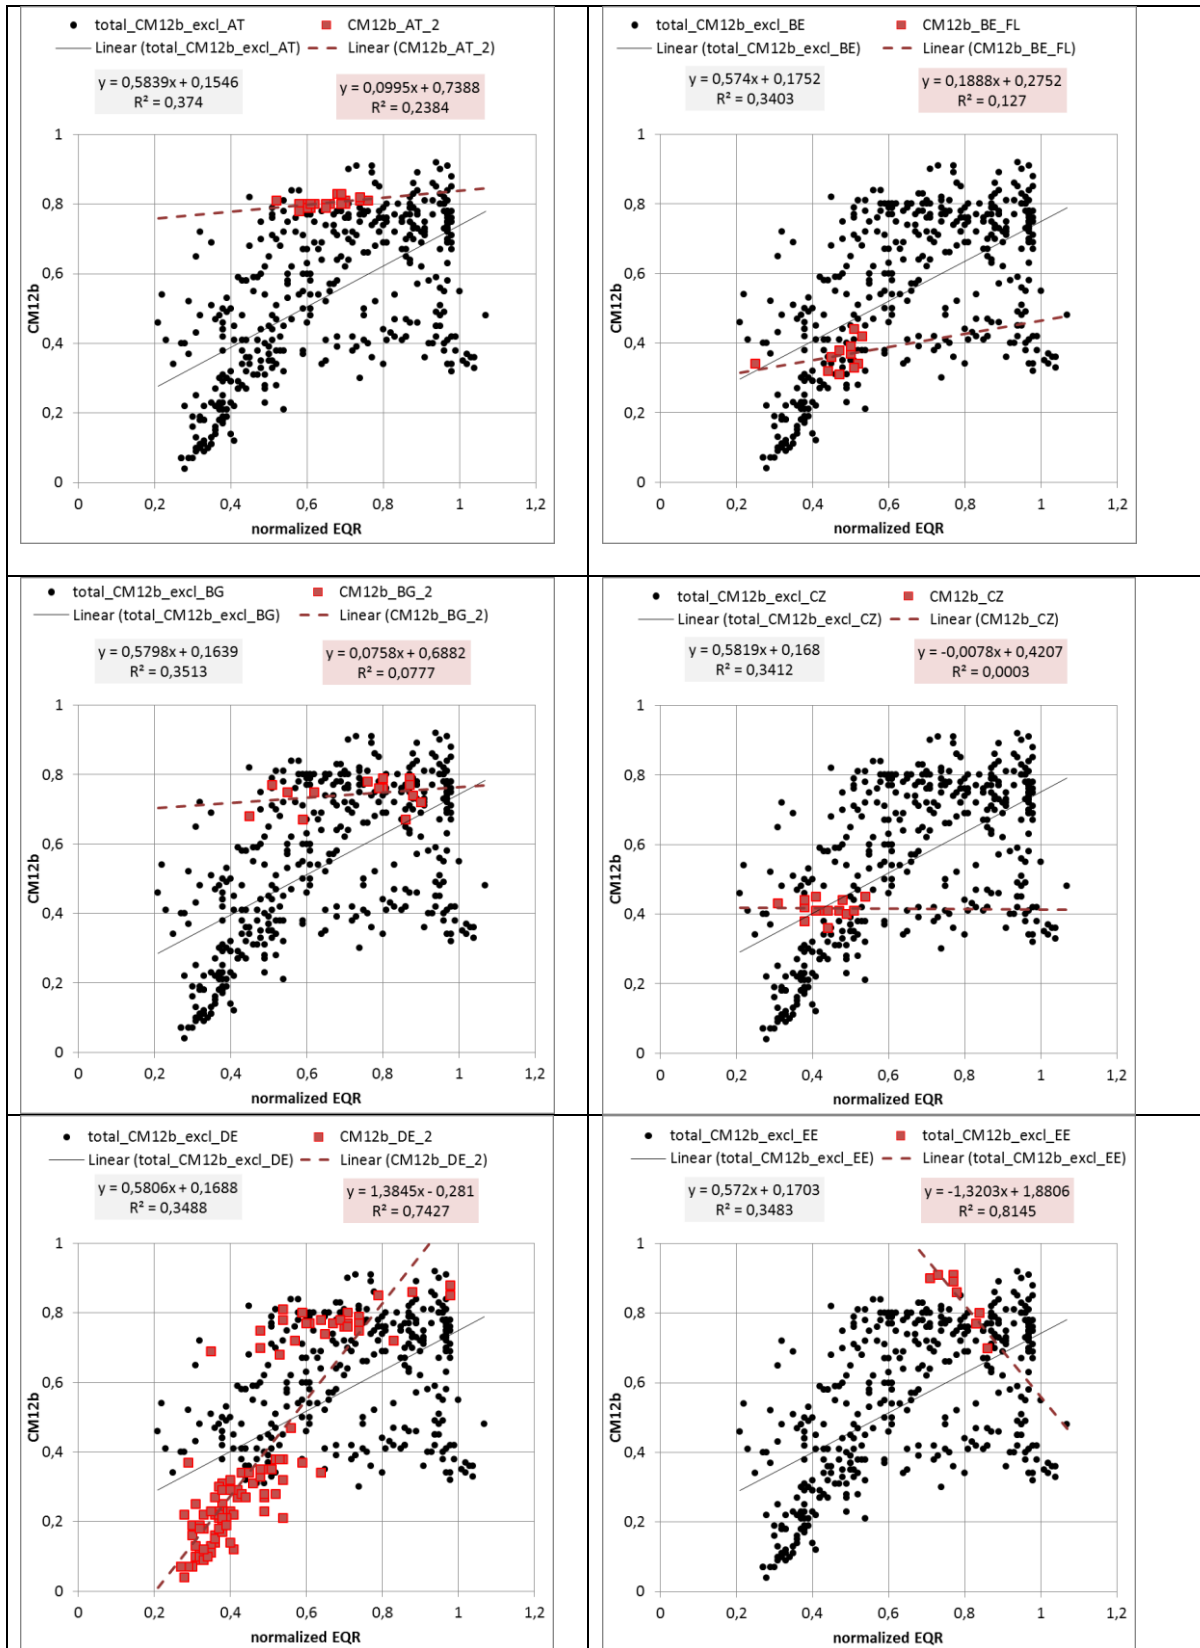 total_CM12b_excl_AT CM12b_AT_2
Linear (total_CM12b_excl_AT) Linear (CM12b_AT_2)
y = 0,5839x + 0,1546
R² = 0,374
y = 0,0995x + 0,7388
R² = 0,2384
1
0,8
0,6
0,4
0,2
0
CM12b
0 0,2 0,4 0,6 0,8 1 1,2
normalized EQR
total_CM12b_excl_BE CM12b_BE_FL
Linear (total_CM12b_excl_BE) Linear (CM12b_BE_FL)
y = 0,574x + 0,1752
R² = 0,3403
y = 0,1888x + 0,2752
R² = 0,127
1
0,8
0,6
0,4
0,2
0
CM12b
0 0,2 0,4 0,6 0,8 1 1,2
normalized EQR
total_CM12b_excl_BG CM12b_BG_2
Linear (total_CM12b_excl_BG) Linear (CM12b_BG_2)
y = 0,5798x + 0,1639
R² = 0,3513
y = 0,0758x + 0,6882
R² = 0,0777
1
0,8
0,6
0,4
0,2
0
CM12b
0 0,2 0,4 0,6 0,8 1 1,2
normalized EQR
total_CM12b_excl_CZ CM12b_CZ
Linear (total_CM12b_excl_CZ) Linear (CM12b_CZ)
y = 0,5819x + 0,168
R² = 0,3412
y = -0,0078x + 0,4207
R² = 0,0003
1
0,8
0,6
0,4
0,2
0
CM12b
0 0,2 0,4 0,6 0,8 1 1,2
normalized EQR
total_CM12b_excl_DE CM12b_DE_2
Linear (total_CM12b_excl_DE) Linear (CM12b_DE_2)
y = 0,5806x + 0,1688
R² = 0,3488
y = 1,3845x - 0,281
R² = 0,7427
1
0,8
0,6
0,4
0,2
0
CM12b
0 0,2 0,4 0,6 0,8 1 1,2
normalized EQR
total_CM12b_excl_EE total_CM12b_excl_EE
Linear (total_CM12b_excl_EE) Linear (total_CM12b_excl_EE)
y = 0,572x + 0,1703
R² = 0,3483
y = -1,3203x + 1,8806
R² = 0,8145
1
0,8
0,6
0,4
0,2
0
CM12b
0 0,2 0,4 0,6 0,8 1 1,2
normalized EQR